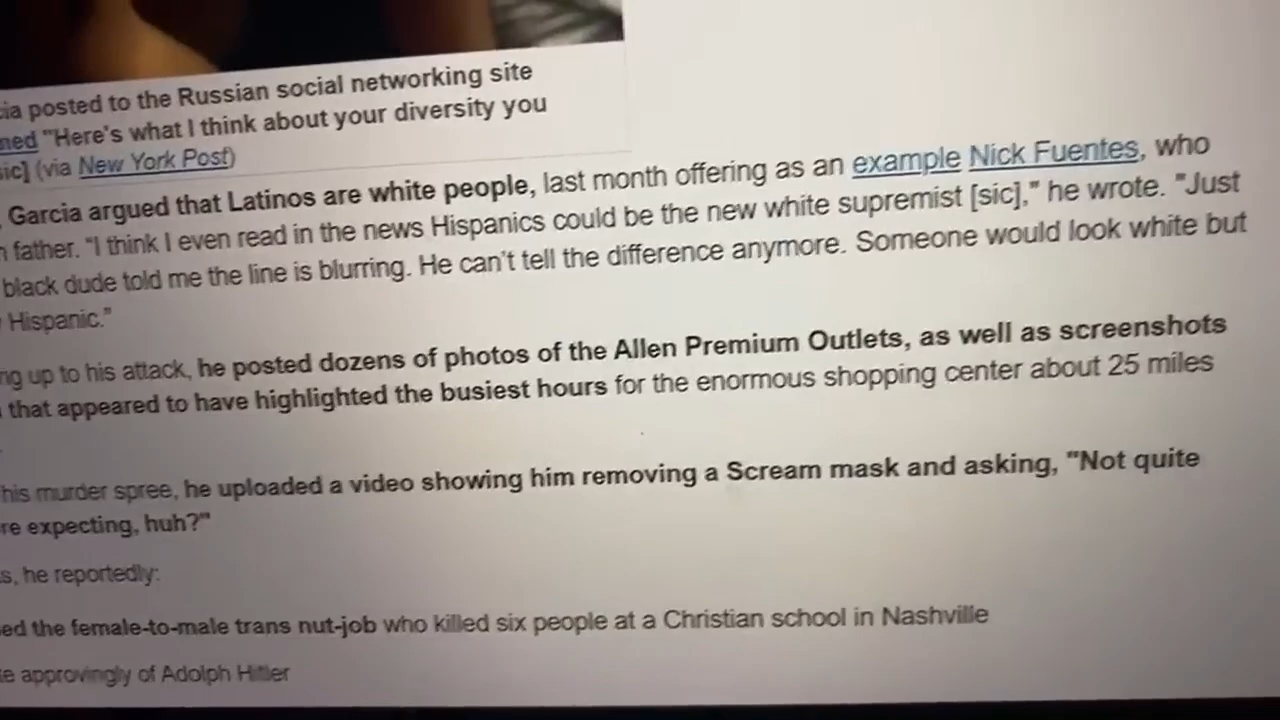 cia posted to the Russian social networking site
ned "Here's what I think about your diversity you
sic] (via New York Post)
Garcia argued that Latinos are white people, last month offering as an example Nick Fuentes, who
n father. "I think I even read in the news Hispanics could be the new white supremist [sic]," he wrote. "Just
black dude told me the line is blurring. He can't tell the difference anymore. Someone would look white but
Hispanic."
ng up to his attack, he posted dozens of photos of the Allen Premium Outlets, as well as screenshots
that appeared to have highlighted the busiest hours for the enormous shopping center about 25 miles
his murder spree, he uploaded a video showing him removing a Scream mask and asking, "Not quite
re expecting, huh?"
s, he reportedly:
ed the female-to-male trans nut-job who killed six people at a Christian school in Nashville
te approvingly of Adolph Hitler